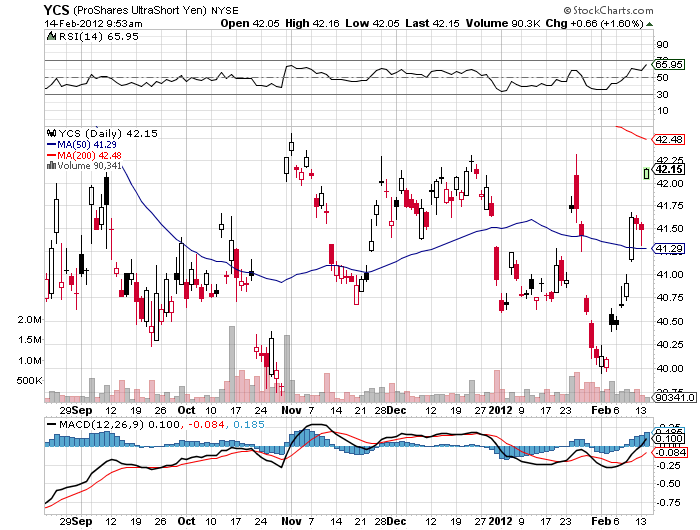 YCS (ProShares UltraShort Yen) NYSE © StockCharts.com
14-Feb-2012 9:53am Open 42.05 High 42.16 Low 42.05 Last 42.15 Volume 90.3K Chg +0.66 (+1.60%)
RSI(14) 65.95
90
70
65.95
50
30
10
YCS (Daily) 42.15
MA(50) 41.29
MA(200) 42.48
Volume 90,341
42.48
42.25
42.15
42.00
41.75
41.50
41.29
41.00
40.75
40.50
40.25
40.00
39.75
2.0M
1.5M
1.0M
500K
90341.0
29 Sep 12 19 26 Oct 10 17 24 Nov 7 14 21 28 Dec 12 19 27 2012 9 17 23 Feb 6 13
MACD(12,26,9) 0.100, -0.084, 0.185
0.25
0.185
0.100
-0.084
-0.25
-0.50
-0.75
29 Sep 12 19 26 Oct 10 17 24 Nov 7 14 21 28 Dec 12 19 27 2012 9 17 23 Feb 6 13